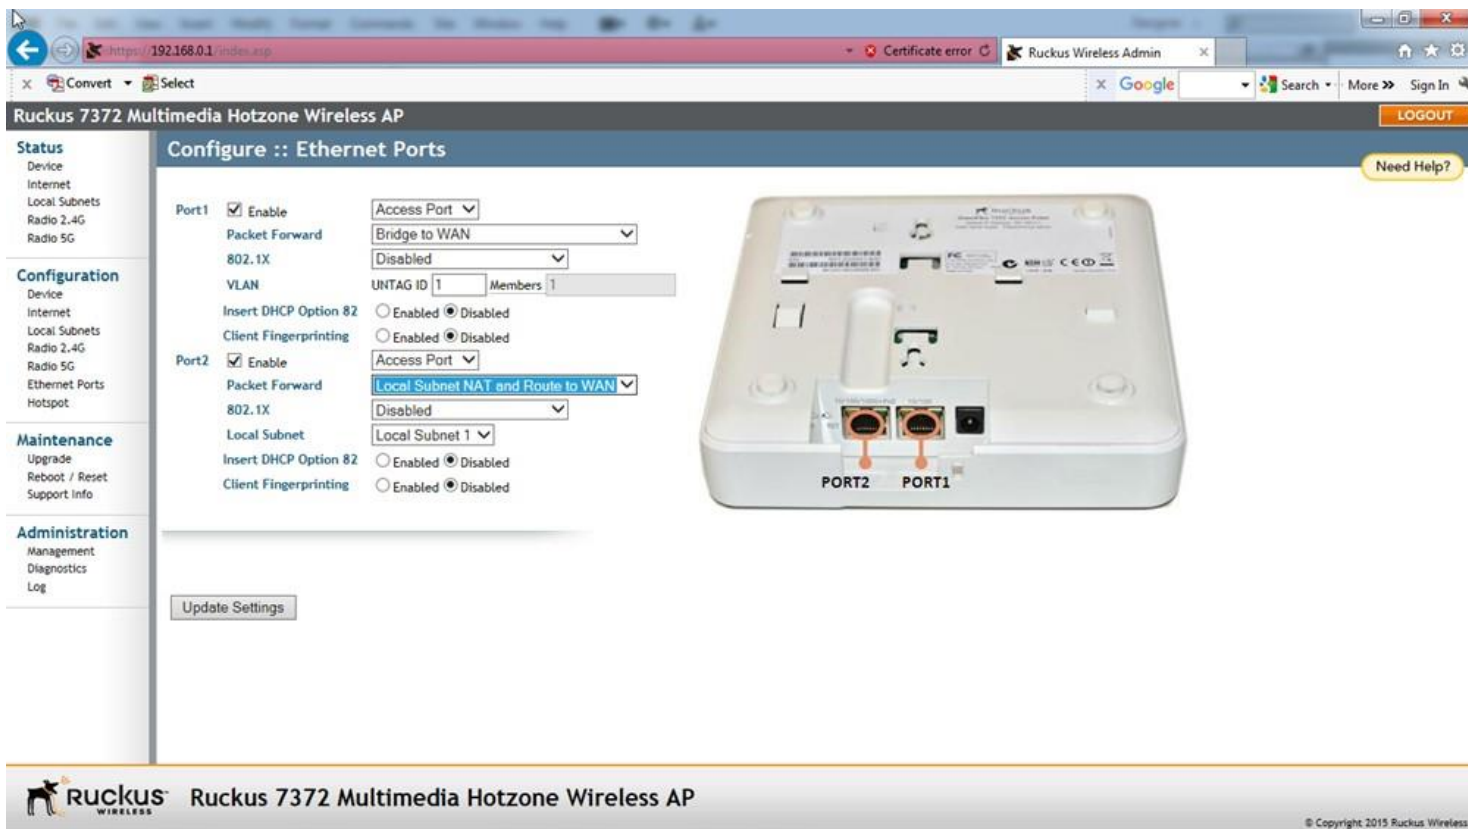 https://192.168.0.1/index.asp
Certificate error
Ruckus Wireless Admin
x Convert Select
x Google Search More » Sign In
Ruckus 7372 Multimedia Hotzone Wireless AP
LOGOUT
Status
Device
Internet
Local Subnets
Radio 2.4G
Radio 5G
Configuration
Device
Internet
Local Subnets
Radio 2.4G
Radio 5G
Ethernet Ports
Hotspot
Maintenance
Upgrade
Reboot / Reset
Support Info
Administration
Management
Diagnostics
Log
Configure :: Ethernet Ports
Need Help?
Port1 Enable Access Port
Packet Forward Bridge to WAN
802.1X Disabled
VLAN UNTAG ID 1 Members 1
Insert DHCP Option 82 Enabled Disabled
Client Fingerprinting Enabled Disabled
Port2 Enable Access Port
Packet Forward Local Subnet NAT and Route to WAN
802.1X Disabled
Local Subnet Local Subnet 1
Insert DHCP Option 82 Enabled Disabled
Client Fingerprinting Enabled Disabled
PORT2 PORT1
Update Settings
Ruckus WIRELESS
Ruckus 7372 Multimedia Hotzone Wireless AP
© Copyright 2015 Ruckus Wireless